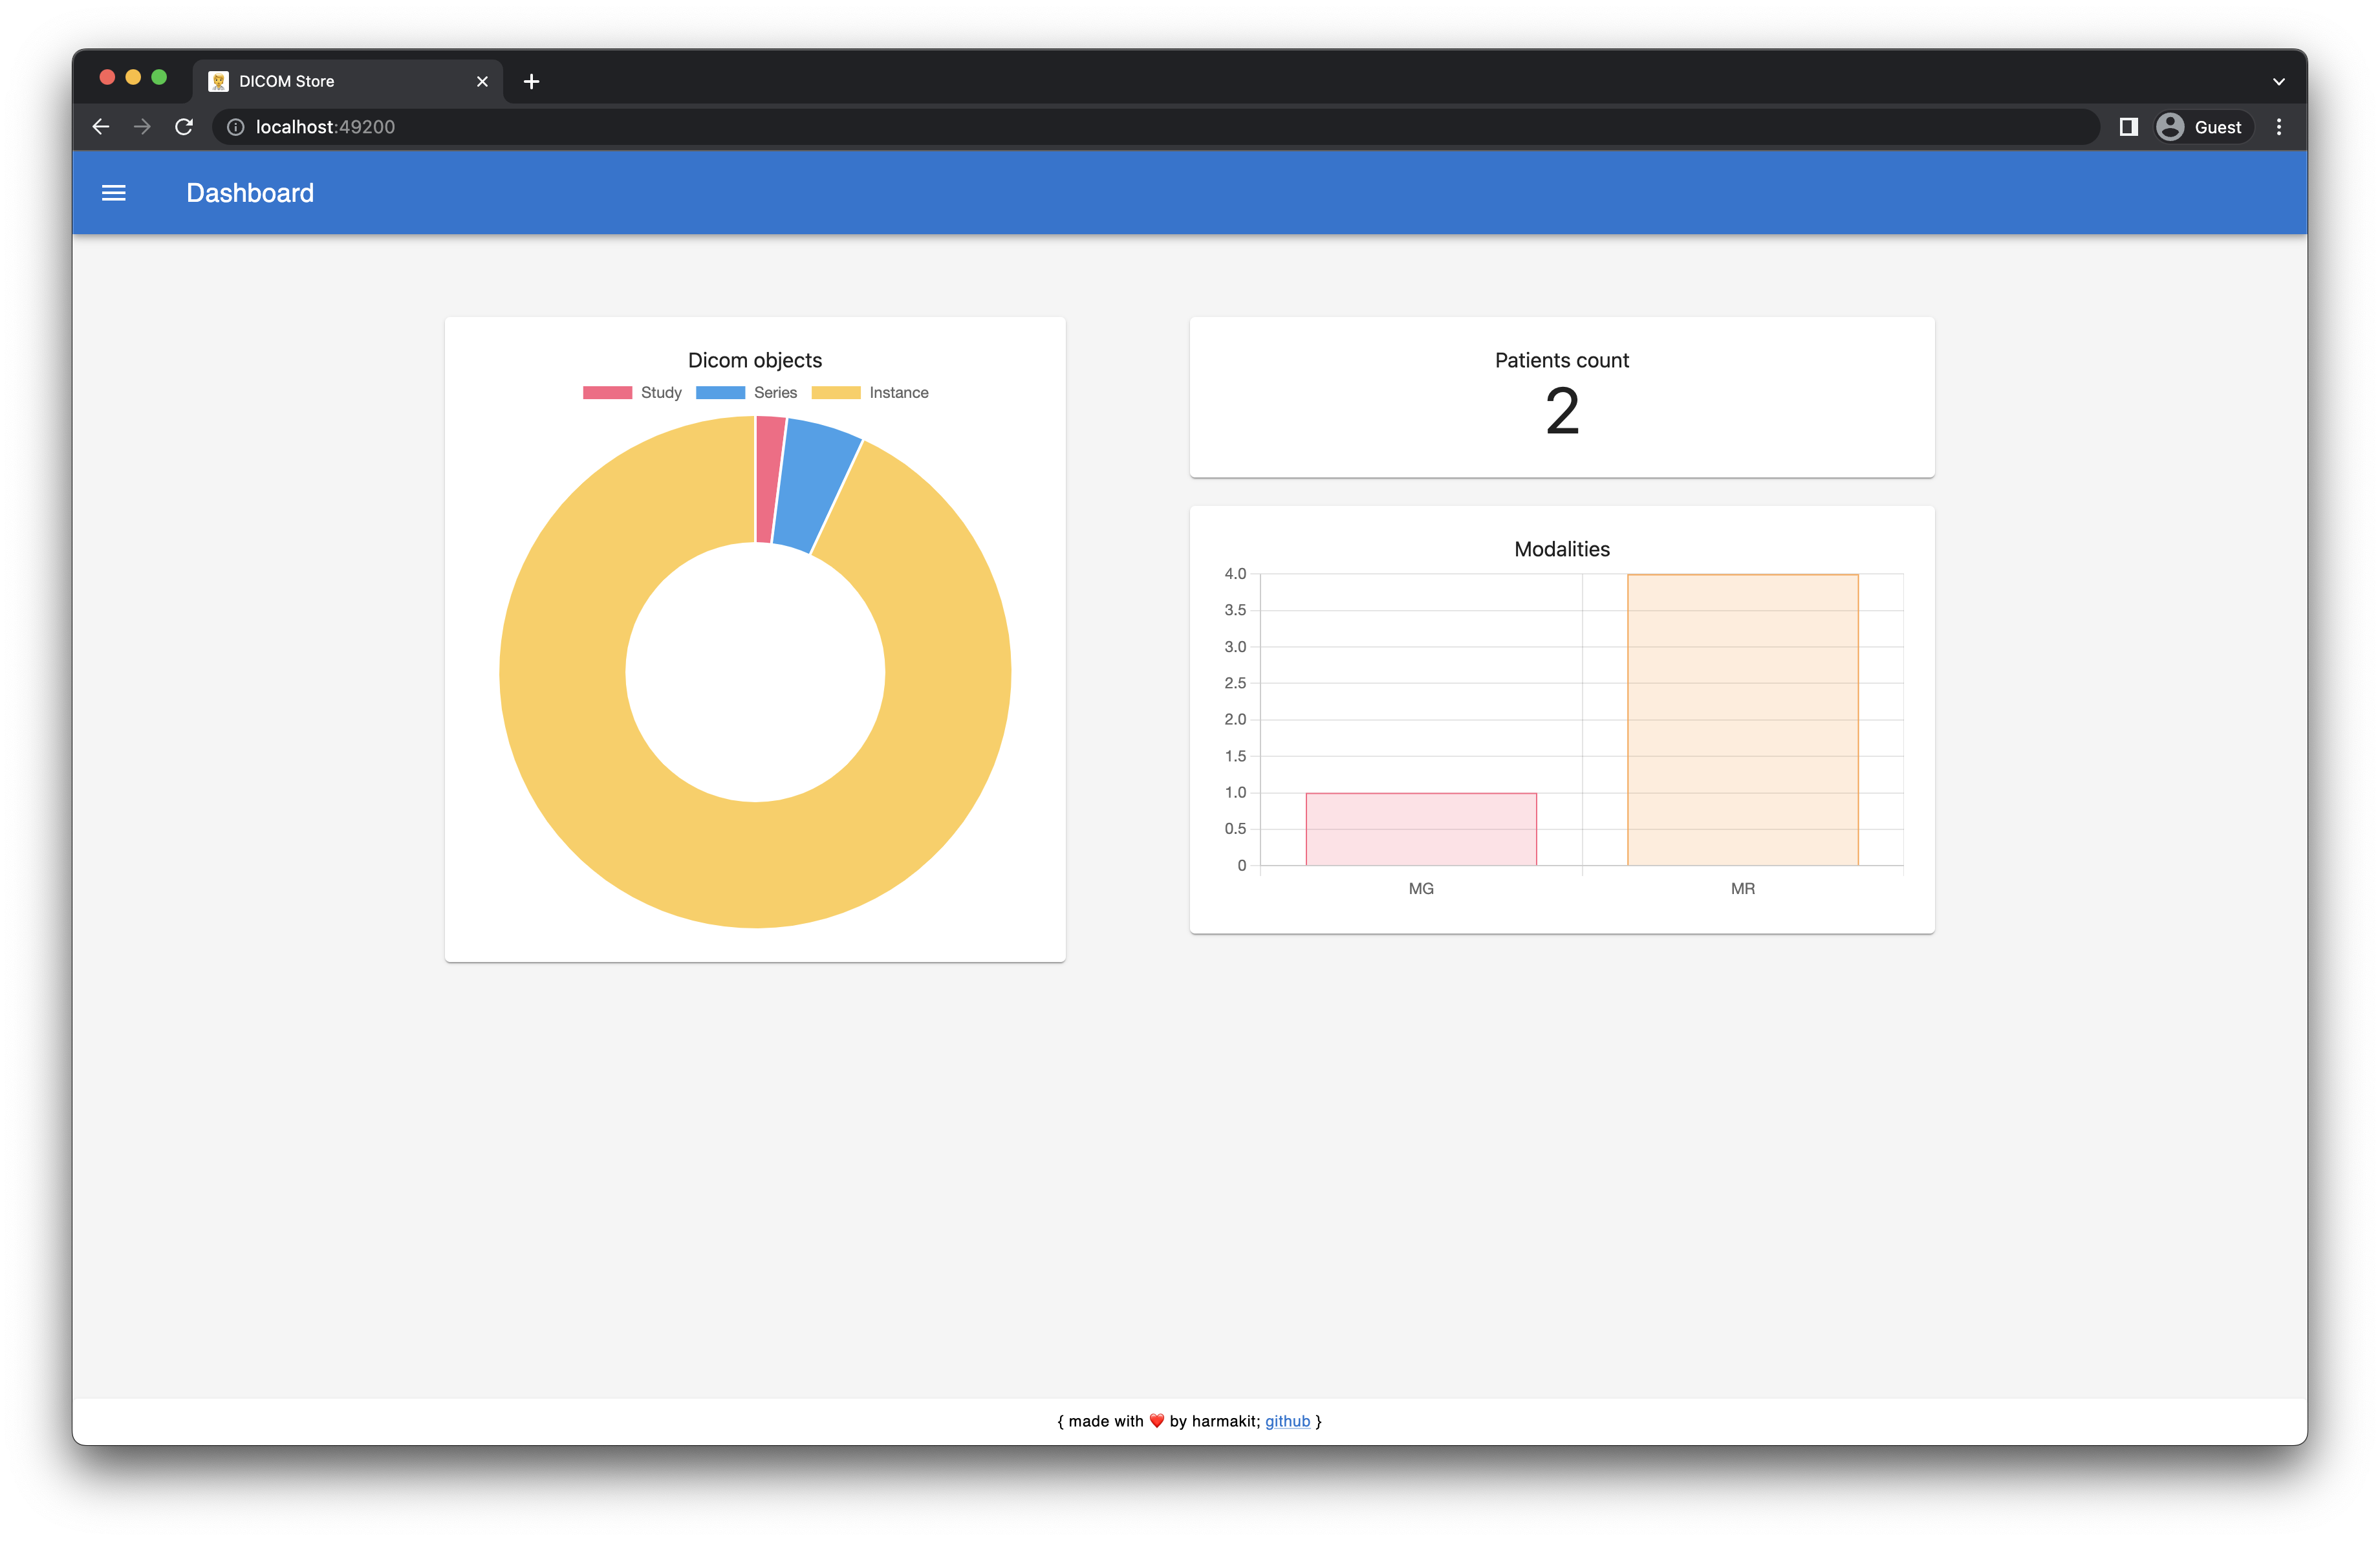 DICOM Store
localhost:49200
Guest
Dashboard
Dicom objects
Study Series Instance
Patients count
2
Modalities
4.0
3.5
3.0
2.5
2.0
1.5
1.0
0.5
0
MG MR
{ made with ❤️ by harmakit; github }